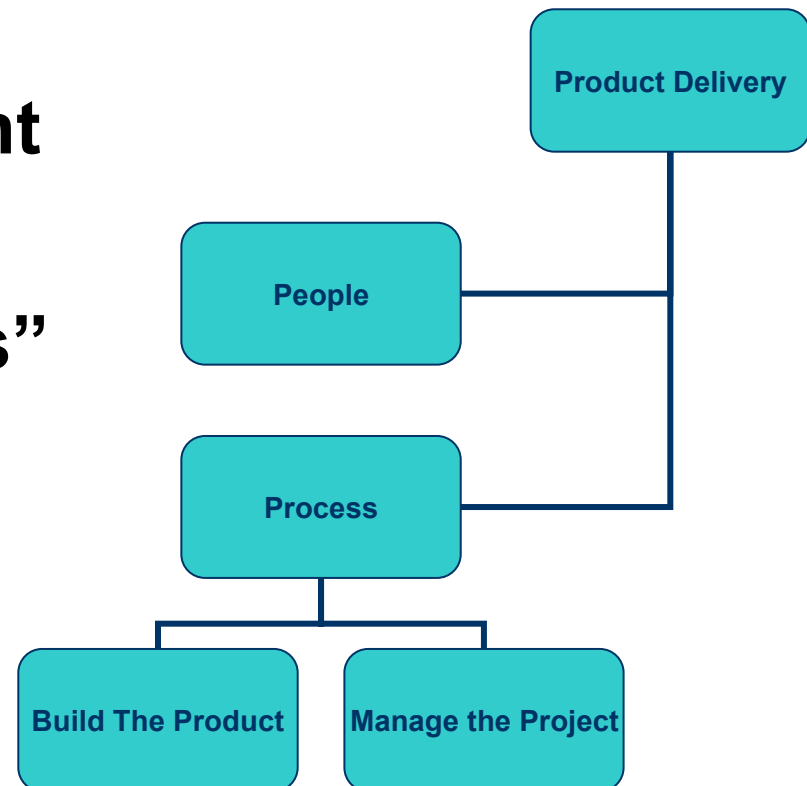 Product Delivery
nt
People
s”
Process
Build The Product
Manage the Project